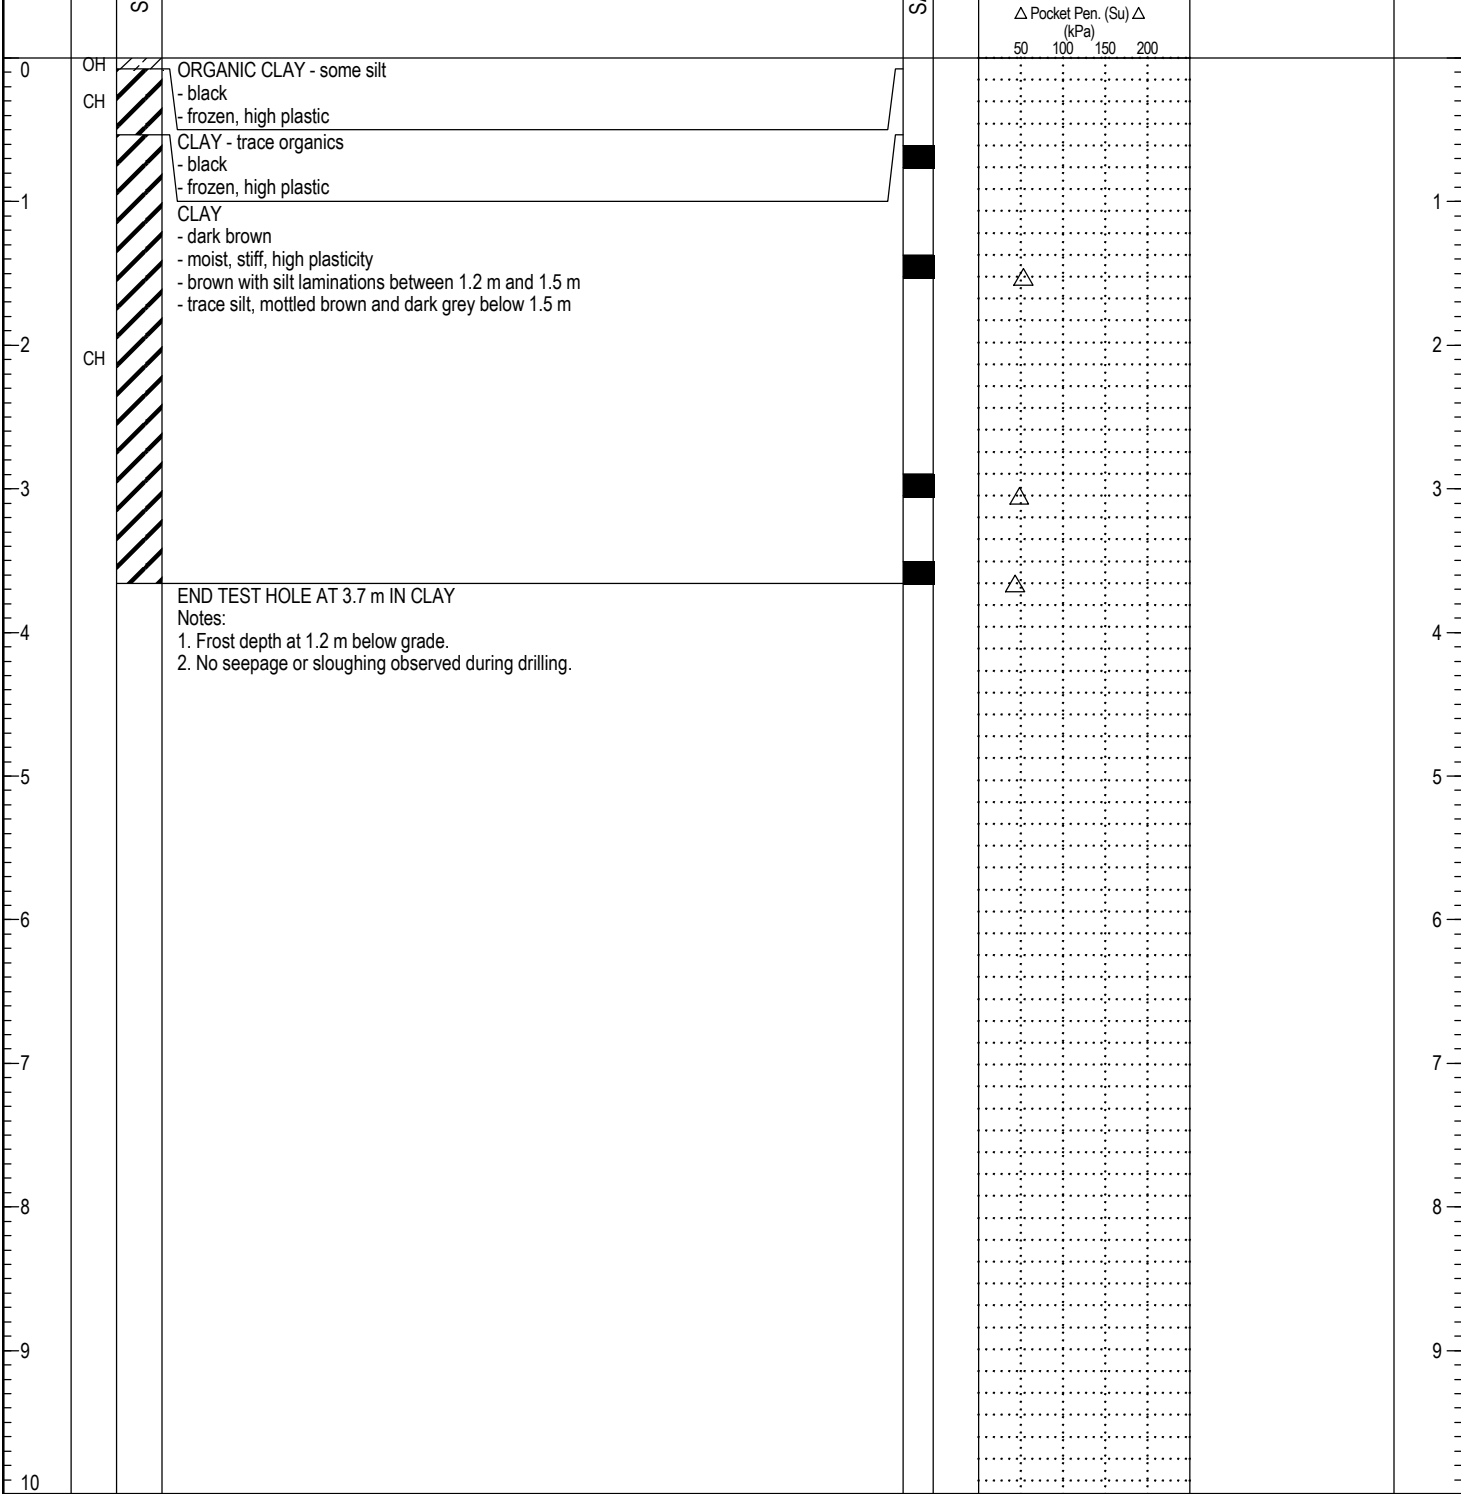 △ Pocket Pen. (Su) △
(kPa)
50 100 150 200
0
OH
ORGANIC CLAY - some silt
- black
CH
- frozen, high plastic
CLAY - trace organics
- black
- frozen, high plastic
1
1
CLAY
- dark brown
- moist, stiff, high plasticity
- brown with silt laminations between 1.2 m and 1.5 m
- trace silt, mottled brown and dark grey below 1.5 m
2
CH
2
3
3
END TEST HOLE AT 3.7 m IN CLAY
Notes:
4
1. Frost depth at 1.2 m below grade.
4
2. No seepage or sloughing observed during drilling.
5
5
6
6
7
7
8
8
9
9
10